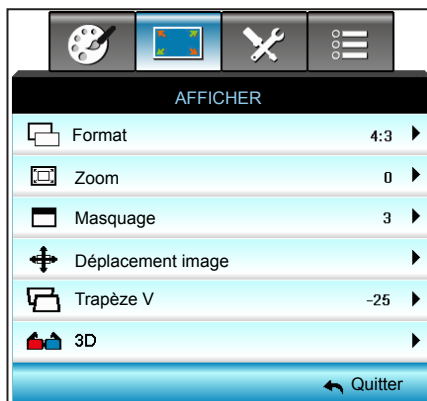 AFFICHER
Format 4:3
Zoom 0
Masquage 3
Déplacement image
Trapèze V -25
3D
Quitter